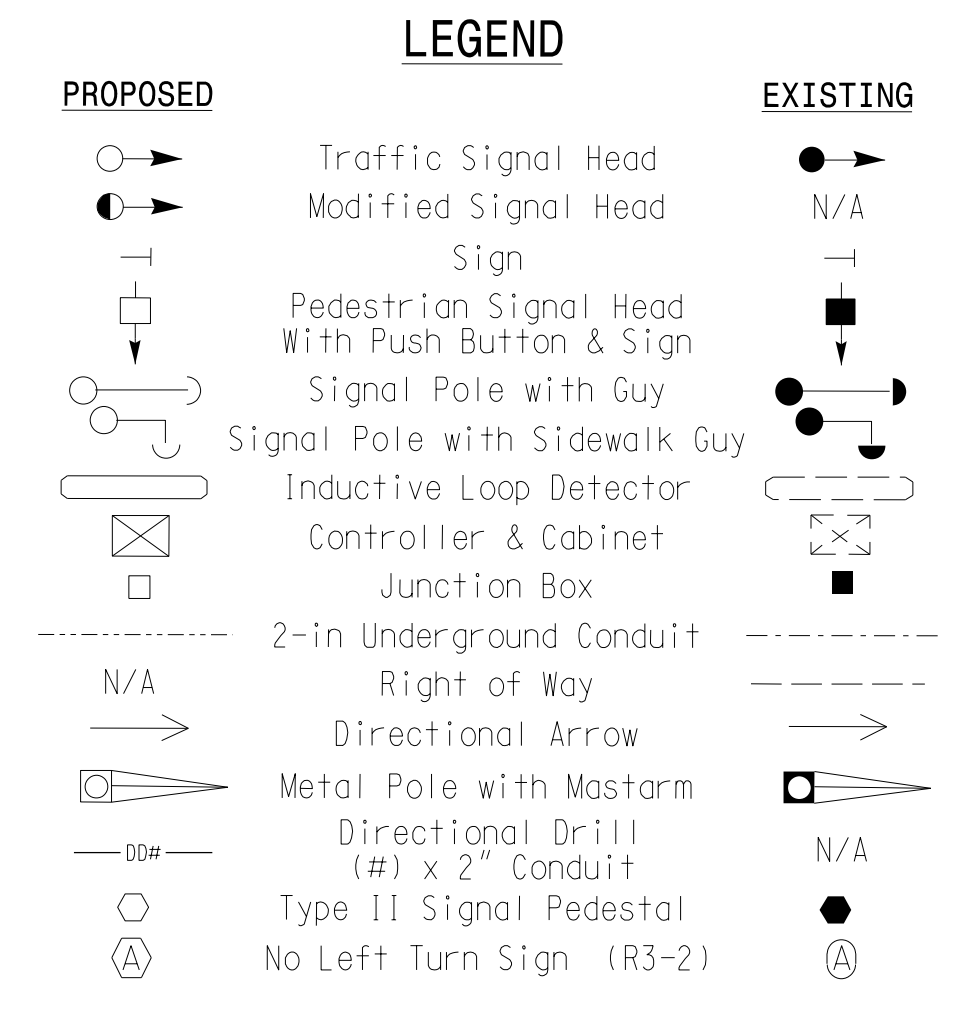 LEGEND
PROPOSED EXISTING
Traffic Signal Head
Modified Signal Head N/A
Sign
Pedestrian Signal Head
With Push Button & Sign
Signal Pole with Guy
Signal Pole with Sidewalk Guy
Inductive Loop Detector
Controller & Cabinet
Junction Box
2-in Underground Conduit
N/A Right of Way
Directional Arrow
Metal Pole with Mastarm
Directional Drill
DD# (#) x 2" Conduit N/A
Type II Signal Pedestal
A No Left Turn Sign (R3-2) A